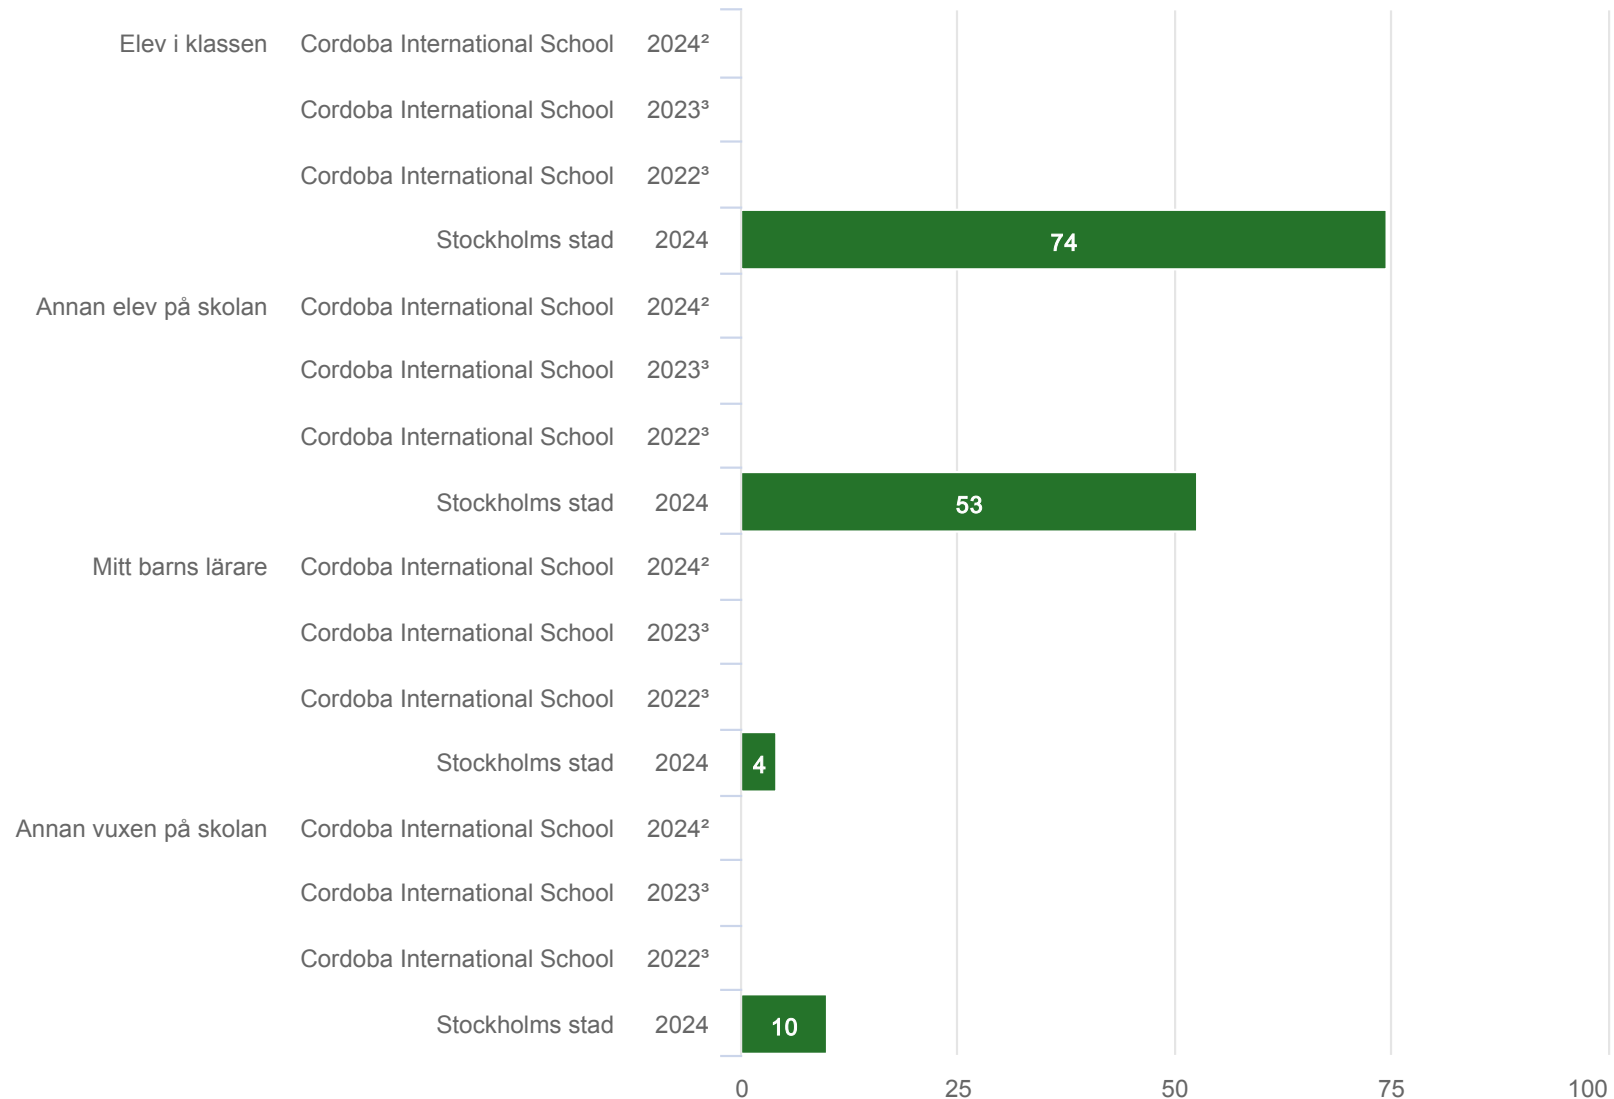 Elev i klassen Cordoba International School 2024²
Cordoba International School 2023³
Cordoba International School 2022³
Stockholms stad 2024 74
Annan elev på skolan Cordoba International School 2024²
Cordoba International School 2023³
Cordoba International School 2022³
Stockholms stad 2024 53
Mitt barns lärare Cordoba International School 2024²
Cordoba International School 2023³
Cordoba International School 2022³
Stockholms stad 2024 4
Annan vuxen på skolan Cordoba International School 2024²
Cordoba International School 2023³
Cordoba International School 2022³
Stockholms stad 2024 10
0 25 50 75 100